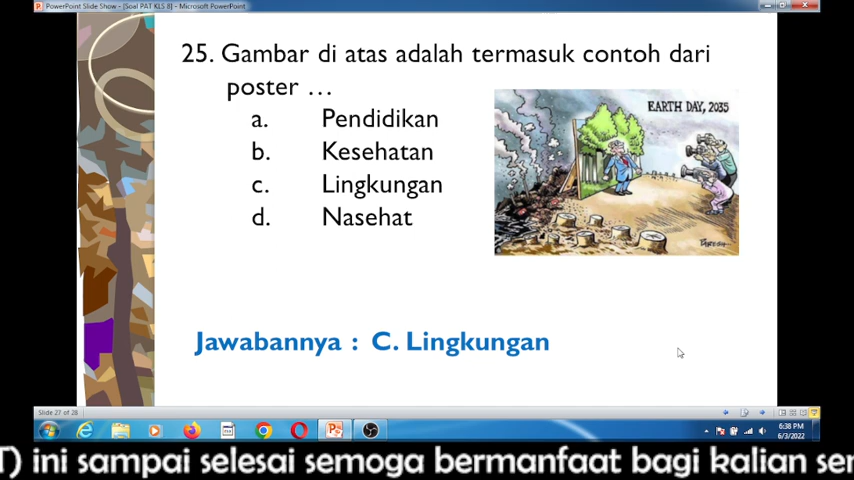 PowerPoint Slide Show - [Soal PAT KLS 8] - Microsoft PowerPoint
25. Gambar di atas adalah termasuk contoh dari
poster ...
a. Pendidikan
b. Kesehatan
c. Lingkungan
d. Nasehat
EARTH DAY, 2035
Jawabannya : C. Lingkungan
Slide 27 of 28
6:38 PM
6/3/2022
T) ini sampai selesai semoga bermanfaat bagi kalian